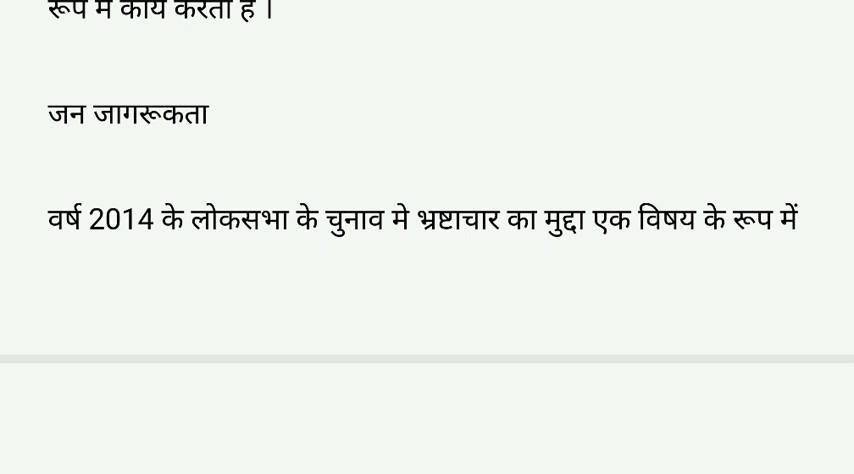 रूप में कार्य करता है ।
जन जागरूकता
वर्ष 2014 के लोकसभा के चुनाव मे भ्रष्टाचार का मुद्दा एक विषय के रूप में